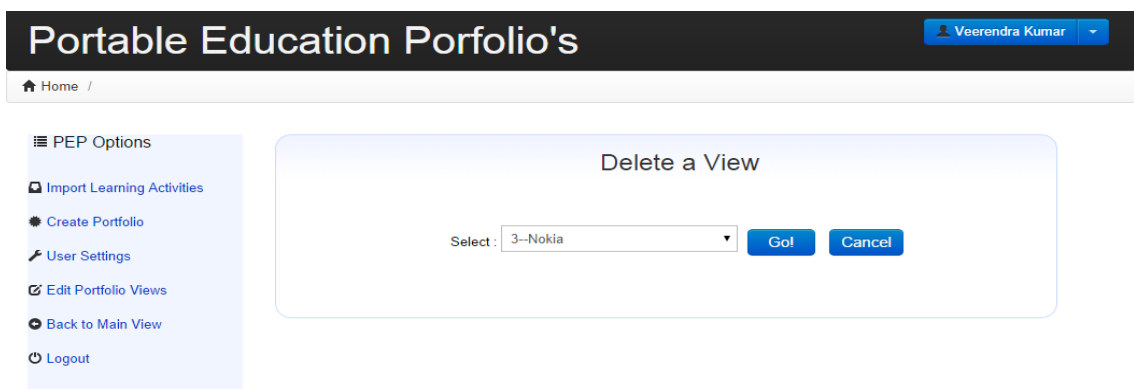 Portable Education Porfolio's
Veerendra Kumar
Home /
PEP Options
Import Learning Activities
Create Portfolio
User Settings
Edit Portfolio Views
Back to Main View
Logout
Delete a View
Select : 3--Nokia Go! Cancel